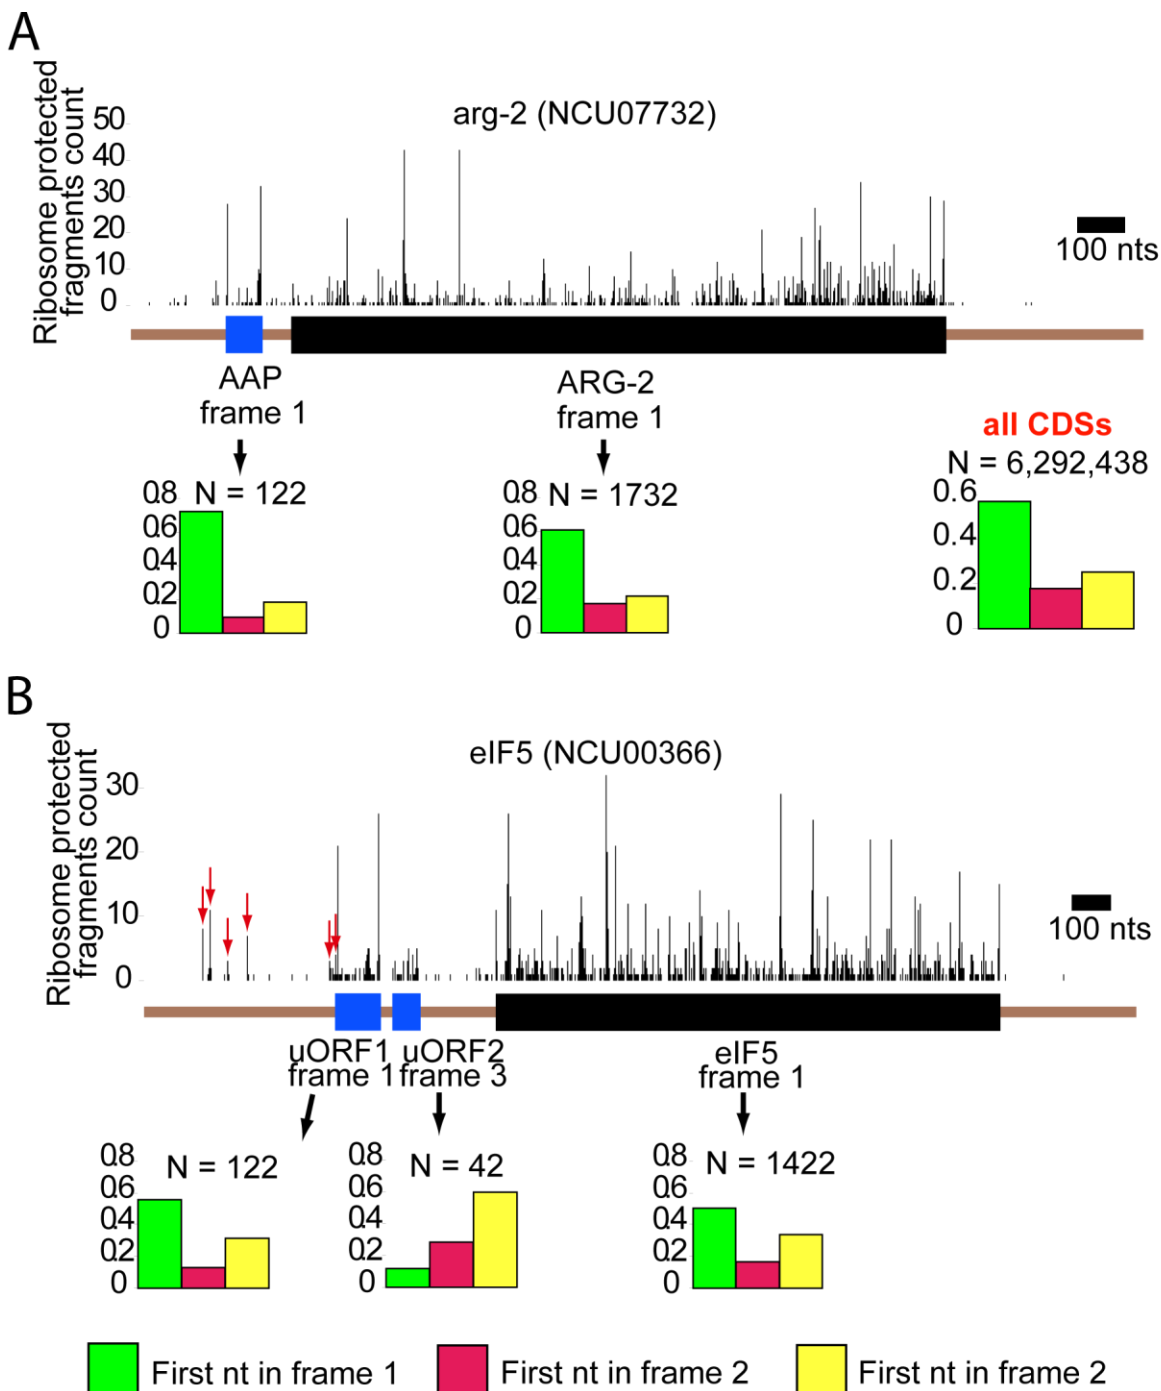 A
arg-2 (NCU07732)
Ribosome protected
fragments count
50
40
30
20
10
0
100 nts
AAP
frame 1
ARG-2
frame 1
all CDSs
N = 6,292,438
N = 122
0.8
0.6
0.4
0.2
0
N = 1732
0.8
0.6
0.4
0.2
0
0.6
0.4
0.2
0
B
eIF5 (NCU00366)
Ribosome protected
fragments count
30
20
10
0
100 nts
uORF1
frame 1
uORF2
frame 3
eIF5
frame 1
N = 122
0.8
0.6
0.4
0.2
0
N = 42
0.8
0.6
0.4
0.2
0
N = 1422
0.8
0.6
0.4
0.2
0
First nt in frame 1
First nt in frame 2
First nt in frame 2